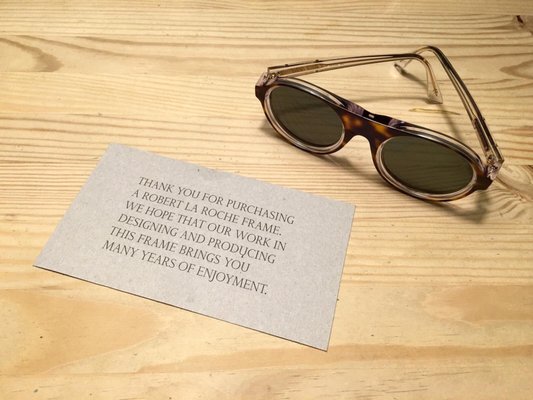 THANK YOU FOR PURCHASING
A ROBERT LA ROCHE FRAME.
WE HOPE THAT OUR WORK IN
DESIGNING AND PRODUCING
THIS FRAME BRINGS YOU
MANY YEARS OF ENJOYMENT.